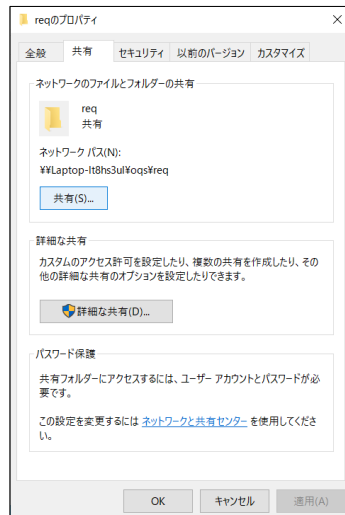 reqのプロパティ
全般 共有 セキュリティ 以前のバージョン カスタマイズ
ネットワークのファイルとフォルダーの共有
req
共有
ネットワーク パス(N):
¥¥Laptop-lt8hs3ul¥oqs¥req
共有(S)...
詳細な共有
カスタムのアクセス許可を設定したり、複数の共有を作成したり、その
他の詳細な共有のオプションを設定したりできます。
詳細な共有(D)...
パスワード保護
共有フォルダーにアクセスするには、ユーザー アカウントとパスワードが必
要です。
この設定を変更するには ネットワークと共有センター を使用してくださ
い。
OK キャンセル 適用(A)